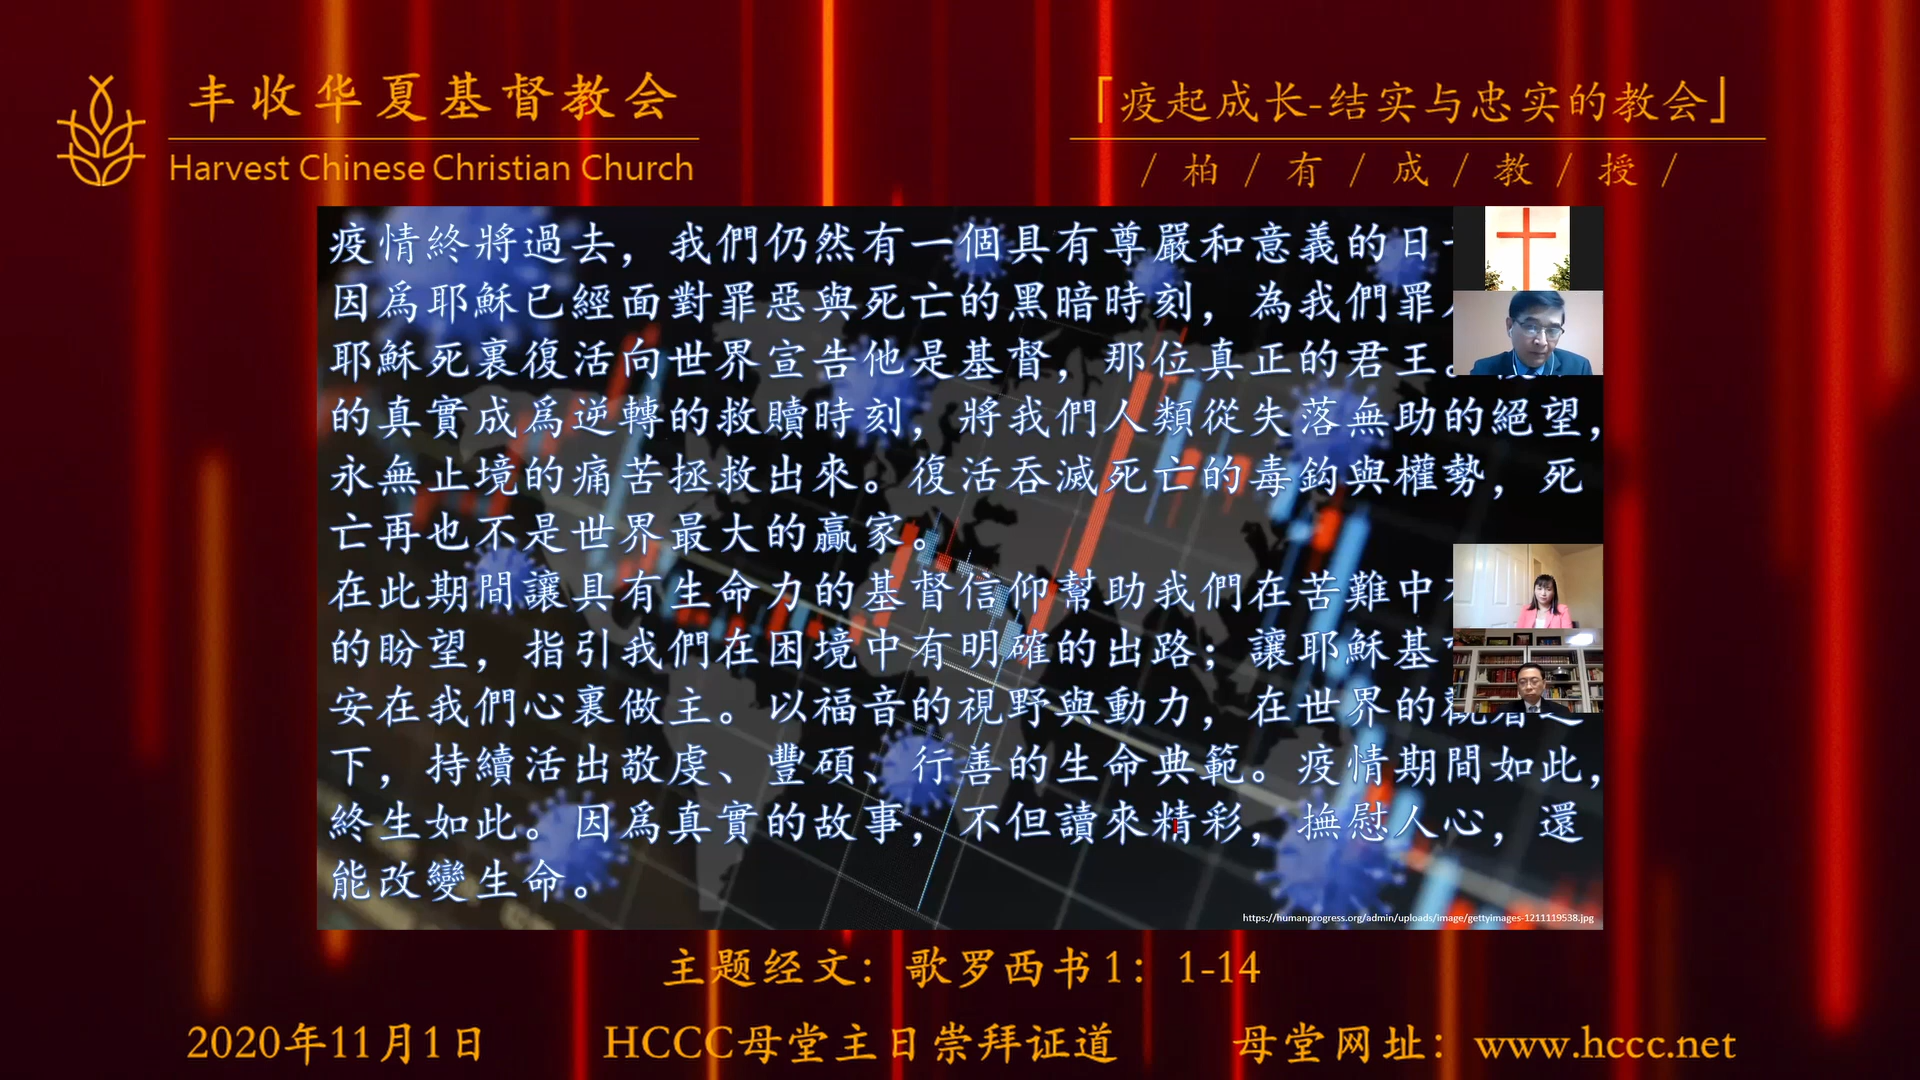 丰收华夏基督教会
Harvest Chinese Christian Church
「疫起成长-结实与忠实的教会」
/ 柏 / 有 / 成 / 教 / 授 /
疫情終將過去，我們仍然有一個具有尊嚴和意義的日
因爲耶穌已經面對罪惡與死亡的黑暗時刻，為我們罪
耶穌死裏復活向世界宣告他是基督，那位真正的君王。
的真實成爲逆轉的救贖時刻，將我們人類從失落無助的絕望，
永無止境的痛苦拯救出來。復活吞滅死亡的毒鈎與權勢，死
亡再也不是世界最大的贏家。
在此期間讓具有生命力的基督信仰幫助我們在苦難中
的盼望，指引我們在困境中有明確的出路；讓耶穌基
安在我們心裏做主。以福音的視野與動力，在世界的
下，持續活出敬虔、豐碩、行善的生命典範。疫情期間如此，
終生如此。因爲真實的故事，不但讀來精彩，撫慰人心，還
能改變生命。
https://humanprogress.org/admin/uploads/image/gettyimages-1211119538.jpg
主题经文：歌罗西书1：1-14
2020年11月1日 HCCC母堂主日崇拜证道 母堂网址：www.hccc.net